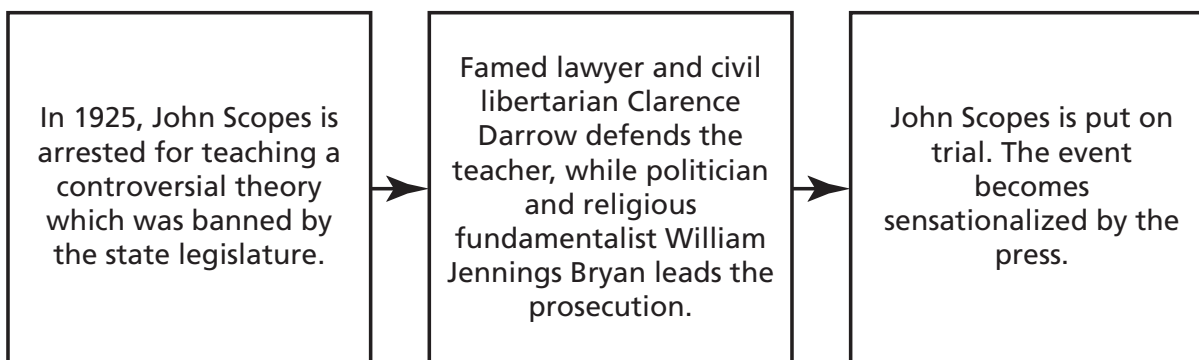 In 1925, John Scopes is
arrested for teaching a
controversial theory
which was banned by
the state legislature.
Famed lawyer and civil
libertarian Clarence
Darrow defends the
teacher, while politician
and religious
fundamentalist William
Jennings Bryan leads the
prosecution.
John Scopes is put on
trial. The event
becomes
sensationalized by the
press.